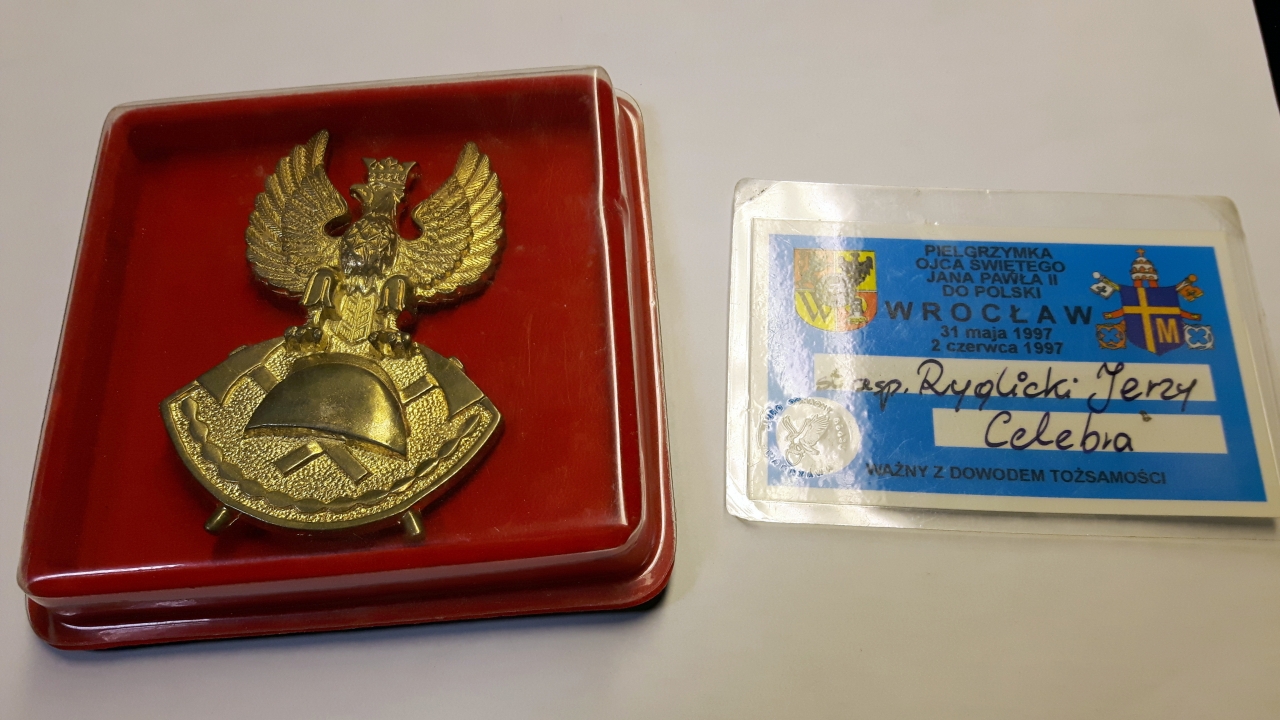 PIELGRZYMKA
OJCA ŚWIĘTEGO
JANA PAWŁA II
DO POLSKI
WROCŁAW
31 maja 1997
2 czerwca 1997
Ryglicki Jerzy
Celebra
WAŻNY Z DOWODEM TOŻSAMOŚCI
W
M